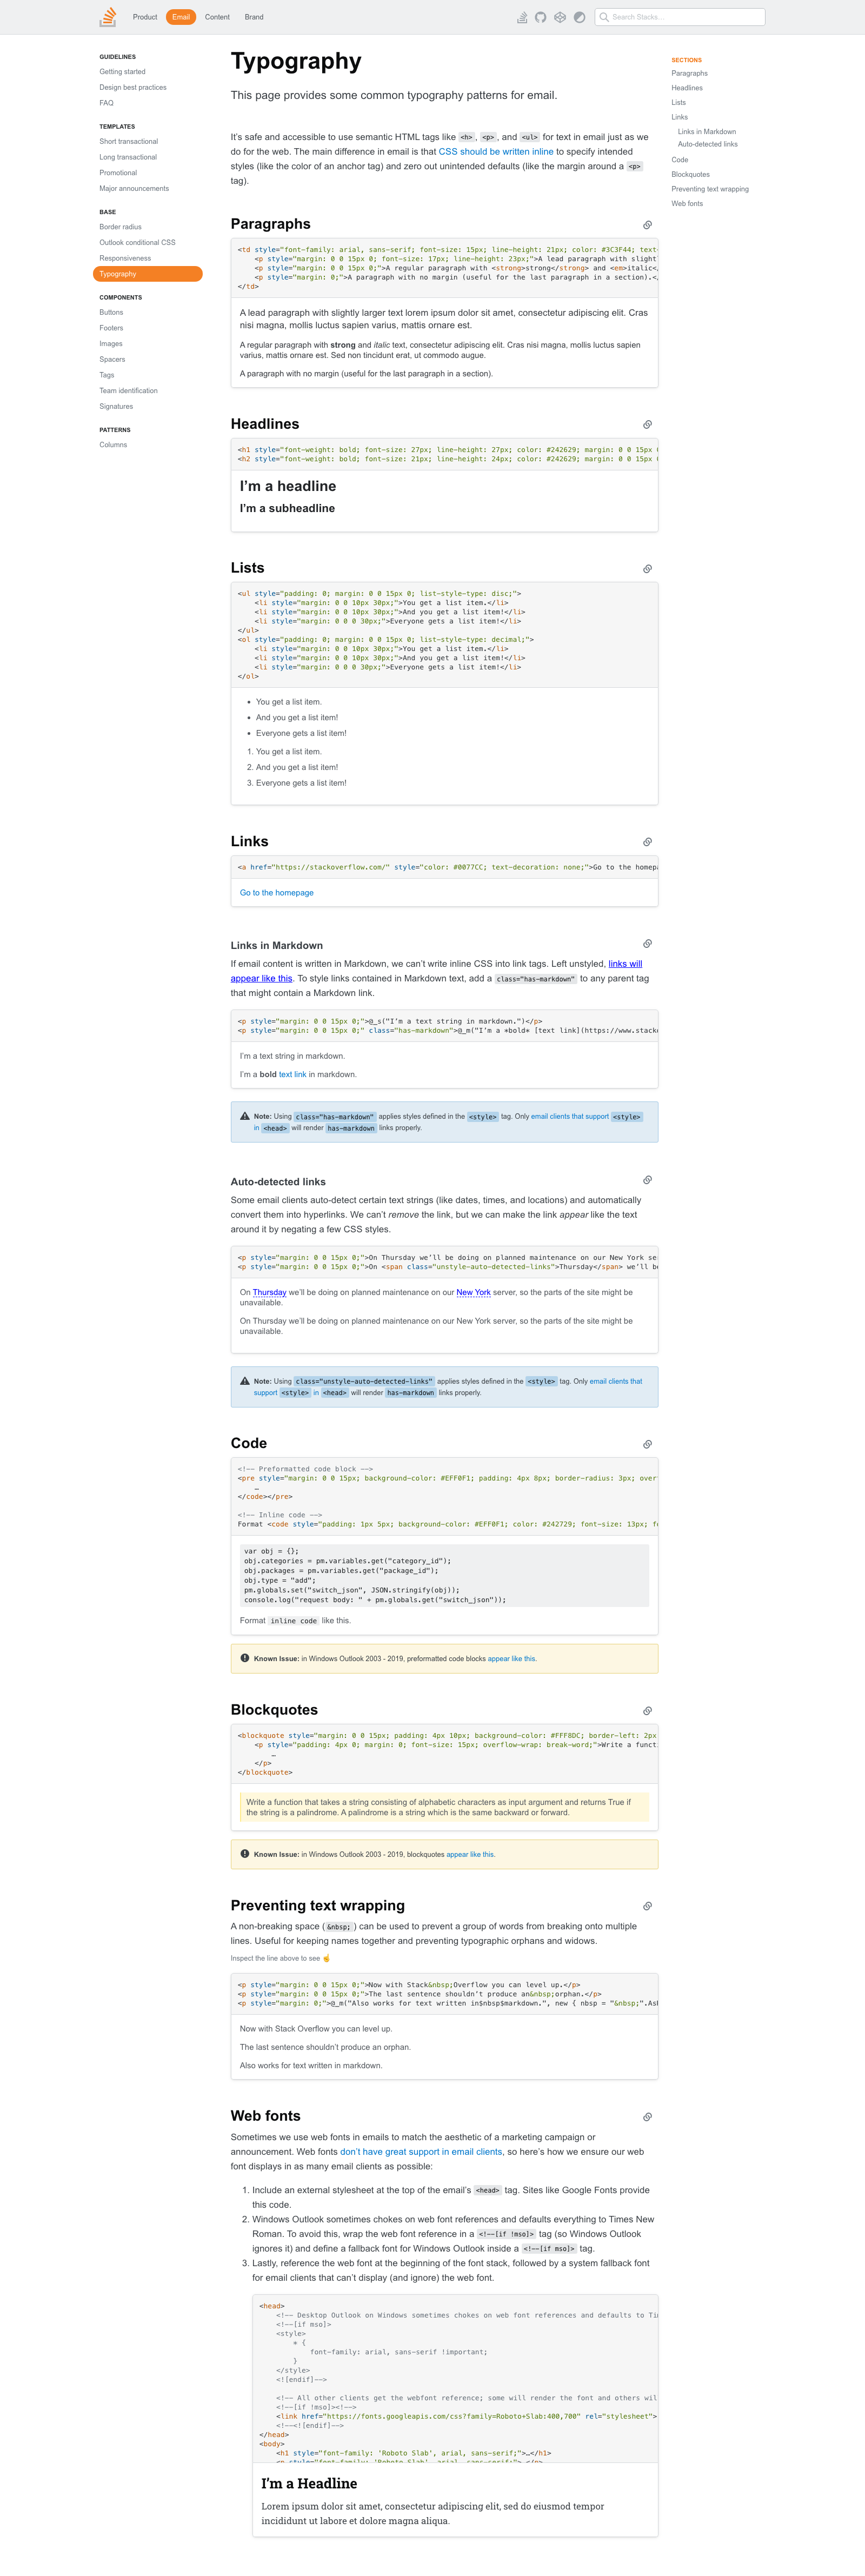 Product Email Content Brand Search Stacks…
GUIDELINES
Getting started
Design best practices
FAQ
TEMPLATES
Short transactional
Long transactional
Promotional
Major announcements
BASE
Border radius
Outlook conditional CSS
Responsiveness
Typography
COMPONENTS
Buttons
Footers
Images
Spacers
Tags
Team identification
Signatures
PATTERNS
Columns
Typography
This page provides some common typography patterns for email.
It’s safe and accessible to use semantic HTML tags like <h>, <p>, and <ul> for text in email just as we
do for the web. The main difference in email is that CSS should be written inline to specify intended
styles (like the color of an anchor tag) and zero out unintended defaults (like the margin around a <p>
tag).
Paragraphs
<td style="font-family: arial, sans-serif; font-size: 15px; line-height: 21px; color: #3C3F44; text-
<p style="margin: 0 0 15px 0; font-size: 17px; line-height: 23px;">A lead paragraph with slight
<p style="margin: 0 0 15px 0;">A regular paragraph with <strong>strong</strong> and <em>italic</
<p style="margin: 0;">A paragraph with no margin (useful for the last paragraph in a section).</
</td>
A lead paragraph with slightly larger text lorem ipsum dolor sit amet, consectetur adipiscing elit. Cras
nisi magna, mollis luctus sapien varius, mattis ornare est.
A regular paragraph with strong and italic text, consectetur adipiscing elit. Cras nisi magna, mollis luctus sapien
varius, mattis ornare est. Sed non tincidunt erat, ut commodo augue.
A paragraph with no margin (useful for the last paragraph in a section).
Headlines
<h1 style="font-weight: bold; font-size: 27px; line-height: 27px; color: #242629; margin: 0 0 15px
<h2 style="font-weight: bold; font-size: 21px; line-height: 24px; color: #242629; margin: 0 0 15px
I’m a headline
I’m a subheadline
Lists
<ul style="padding: 0; margin: 0 0 15px 0; list-style-type: disc;">
<li style="margin: 0 0 10px 30px;">You get a list item.</li>
<li style="margin: 0 0 10px 30px;">And you get a list item!</li>
<li style="margin: 0 0 0 30px;">Everyone gets a list item!</li>
</ul>
<ol style="padding: 0; margin: 0 0 15px 0; list-style-type: decimal;">
<li style="margin: 0 0 10px 30px;">You get a list item.</li>
<li style="margin: 0 0 10px 30px;">And you get a list item!</li>
<li style="margin: 0 0 0 30px;">Everyone gets a list item!</li>
</ol>
• You get a list item.
• And you get a list item!
• Everyone gets a list item!
1. You get a list item.
2. And you get a list item!
3. Everyone gets a list item!
Links
<a href="https://stackoverflow.com/" style="color: #0077CC; text-decoration: none;">Go to the homep
Go to the homepage
Links in Markdown
If email content is written in Markdown, we can’t write inline CSS into link tags. Left unstyled, links will
appear like this. To style links contained in Markdown text, add a class="has-markdown" to any parent tag
that might contain a Markdown link.
<p style="margin: 0 0 15px 0;">@_s("I’m a text string in markdown.")</p>
<p style="margin: 0 0 15px 0;" class="has-markdown">@_m("I’m a *bold* [text link](https://www.stack
I’m a text string in markdown.
I’m a bold text link in markdown.
Note: Using class="has-markdown" applies styles defined in the <style> tag. Only email clients that support <style>
in <head> will render has-markdown links properly.
Auto-detected links
Some email clients auto-detect certain text strings (like dates, times, and locations) and automatically
convert them into hyperlinks. We can’t remove the link, but we can make the link appear like the text
around it by negating a few CSS styles.
<p style="margin: 0 0 15px 0;">On Thursday we’ll be doing on planned maintenance on our New York se
<p style="margin: 0 0 15px 0;">On <span class="unstyle-auto-detected-links">Thursday</span> we’ll b
On Thursday we’ll be doing on planned maintenance on our New York server, so the parts of the site might be
unavailable.
On Thursday we’ll be doing on planned maintenance on our New York server, so the parts of the site might be
unavailable.
Note: Using class="unstyle-auto-detected-links" applies styles defined in the <style> tag. Only email clients that
support <style> in <head> will render has-markdown links properly.
Code
<!-- Preformatted code block -->
<pre style="margin: 0 0 15px; background-color: #EFF0F1; padding: 4px 8px; border-radius: 3px; over
…
</code></pre>
<!-- Inline code -->
Format <code style="padding: 1px 5px; background-color: #EFF0F1; color: #242729; font-size: 13px; f
var obj = {};
obj.categories = pm.variables.get("category_id");
obj.packages = pm.variables.get("package_id");
obj.type = "add";
pm.globals.set("switch_json", JSON.stringify(obj));
console.log("request body: " + pm.globals.get("switch_json"));
Format inline code like this.
Known Issue: in Windows Outlook 2003 - 2019, preformatted code blocks appear like this.
Blockquotes
<blockquote style="margin: 0 0 15px; padding: 4px 10px; background-color: #FFF8DC; border-left: 2px
<p style="padding: 4px 0; margin: 0; font-size: 15px; overflow-wrap: break-word;">Write a funct
…
</p>
</blockquote>
Write a function that takes a string consisting of alphabetic characters as input argument and returns True if
the string is a palindrome. A palindrome is a string which is the same backward or forward.
Known Issue: in Windows Outlook 2003 - 2019, blockquotes appear like this.
Preventing text wrapping
A non-breaking space (&nbsp;) can be used to prevent a group of words from breaking onto multiple
lines. Useful for keeping names together and preventing typographic orphans and widows.
Inspect the line above to see ☝
<p style="margin: 0 0 15px 0;">Now with Stack&nbsp;Overflow you can level up.</p>
<p style="margin: 0 0 15px 0;">The last sentence shouldn’t produce an&nbsp;orphan.</p>
<p style="margin: 0;">@_m("Also works for text written in$nbsp$markdown.", new { nbsp = "&nbsp;".As
Now with Stack Overflow you can level up.
The last sentence shouldn’t produce an orphan.
Also works for text written in markdown.
Web fonts
Sometimes we use web fonts in emails to match the aesthetic of a marketing campaign or
announcement. Web fonts don’t have great support in email clients, so here’s how we ensure our web
font displays in as many email clients as possible:
1. Include an external stylesheet at the top of the email’s <head> tag. Sites like Google Fonts provide
this code.
2. Windows Outlook sometimes chokes on web font references and defaults everything to Times New
Roman. To avoid this, wrap the web font reference in a <!--[if !mso]> tag (so Windows Outlook
ignores it) and define a fallback font for Windows Outlook inside a <!--[if mso]> tag.
3. Lastly, reference the web font at the beginning of the font stack, followed by a system fallback font
for email clients that can’t display (and ignore) the web font.
<head>
<!-- Desktop Outlook on Windows sometimes chokes on web font references and defaults to Tim
<!--[if mso]>
<style>
* {
font-family: arial, sans-serif !important;
}
</style>
<![endif]-->
<!-- All other clients get the webfont reference; some will render the font and others wil
<!--[if !mso]><!-->
<link href="https://fonts.googleapis.com/css?family=Roboto+Slab:400,700" rel="stylesheet">
<!--<![endif]-->
</head>
<body>
<h1 style="font-family: 'Roboto Slab', arial, sans-serif;">…</h1>
I’m a Headline
Lorem ipsum dolor sit amet, consectetur adipiscing elit, sed do eiusmod tempor
incididunt ut labore et dolore magna aliqua.
SECTIONS
Paragraphs
Headlines
Lists
Links
Links in Markdown
Auto-detected links
Code
Blockquotes
Preventing text wrapping
Web fonts